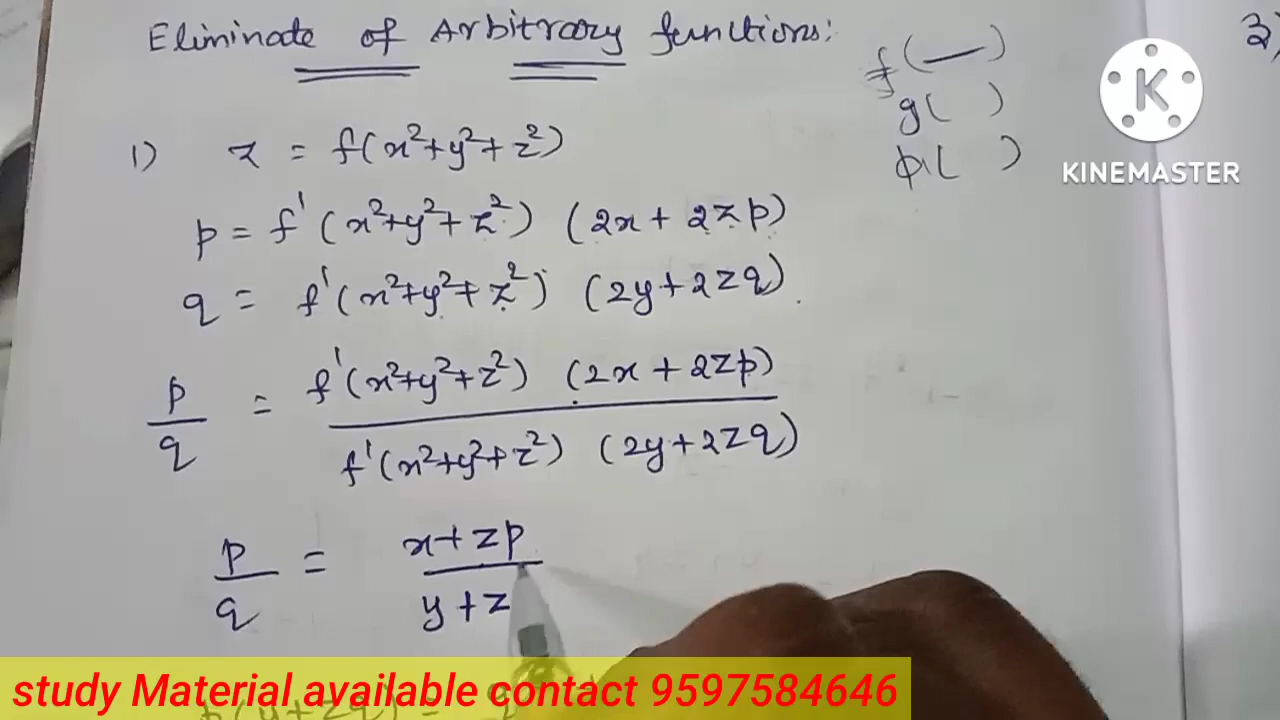 Eliminate of Arbitrary functions:
f( — )
g( )
φ( )
2)
KINEMASTER
1) z = f(x²+y²+z²)
p = f'(x²+y²+z²) (2x + 2zp)
q = f'(x²+y²+z²) (2y+2zq).
p/q = f'(x²+y²+z²) (2x + 2zp) / f'(x²+y²+z²) (2y+2zq)
p/q = x+zp / y+z
study Material available contact 9597584646